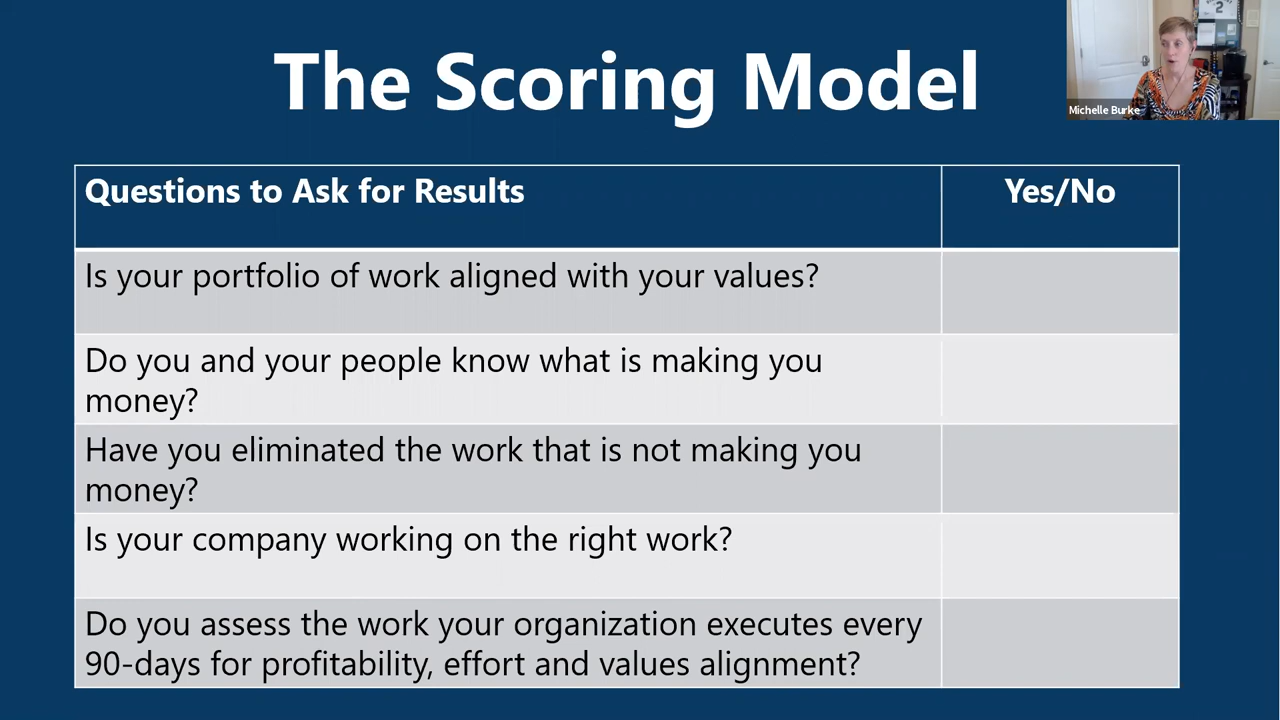 The Scoring Model
2
Michelle Burke
Questions to Ask for Results
Yes/No
Is your portfolio of work aligned with your values?
Do you and your people know what is making you
money?
Have you eliminated the work that is not making you
money?
Is your company working on the right work?
Do you assess the work your organization executes every
90-days for profitability, effort and values alignment?